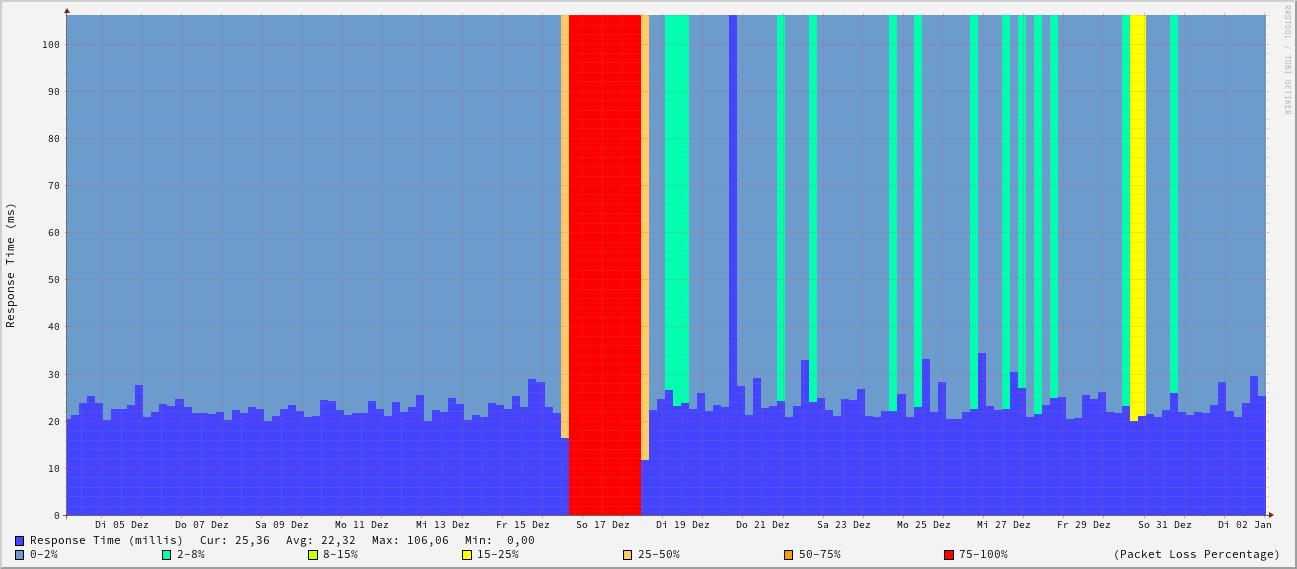 RRDTOOL / TOBI OETIKER
Response Time (ms)
100
90
80
70
60
50
40
30
20
10
0
Di 05 Dez Do 07 Dez Sa 09 Dez Mo 11 Dez Mi 13 Dez Fr 15 Dez So 17 Dez Di 19 Dez Do 21 Dez Sa 23 Dez Mo 25 Dez Mi 27 Dez Fr 29 Dez So 31 Dez Di 02 Jan
Response Time (millis) Cur: 25,36 Avg: 22,32 Max: 106,06 Min: 0,00
0-2% 2-8% 8-15% 15-25% 25-50% 50-75% 75-100% (Packet Loss Percentage)